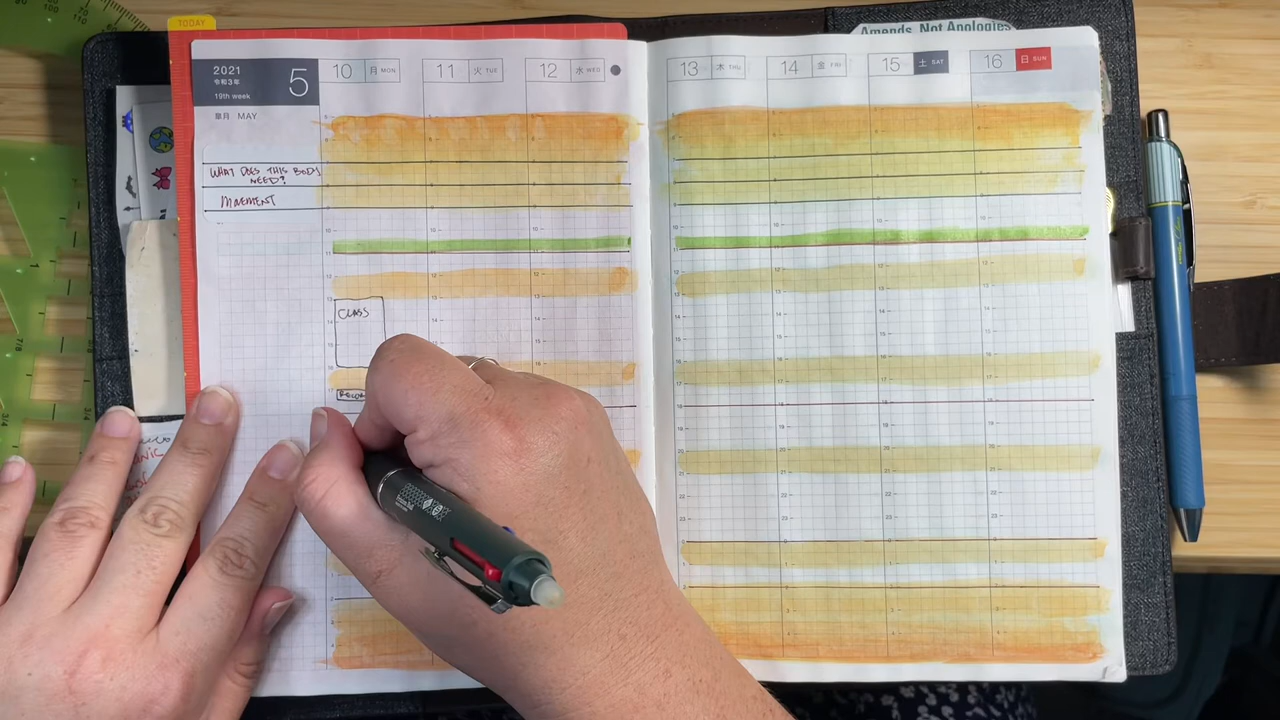 TODAY
Amends, Not Apologies
2021
令和3年
19th week
5
10 月 MON
11 火 TUE
12 水 WED
13 木 THU
14 金 FRI
15 土 SAT
16 日 SUN
皐月 MAY
WHAT DOES THIS BODY
NEED?
MOVEMENT
CLASS